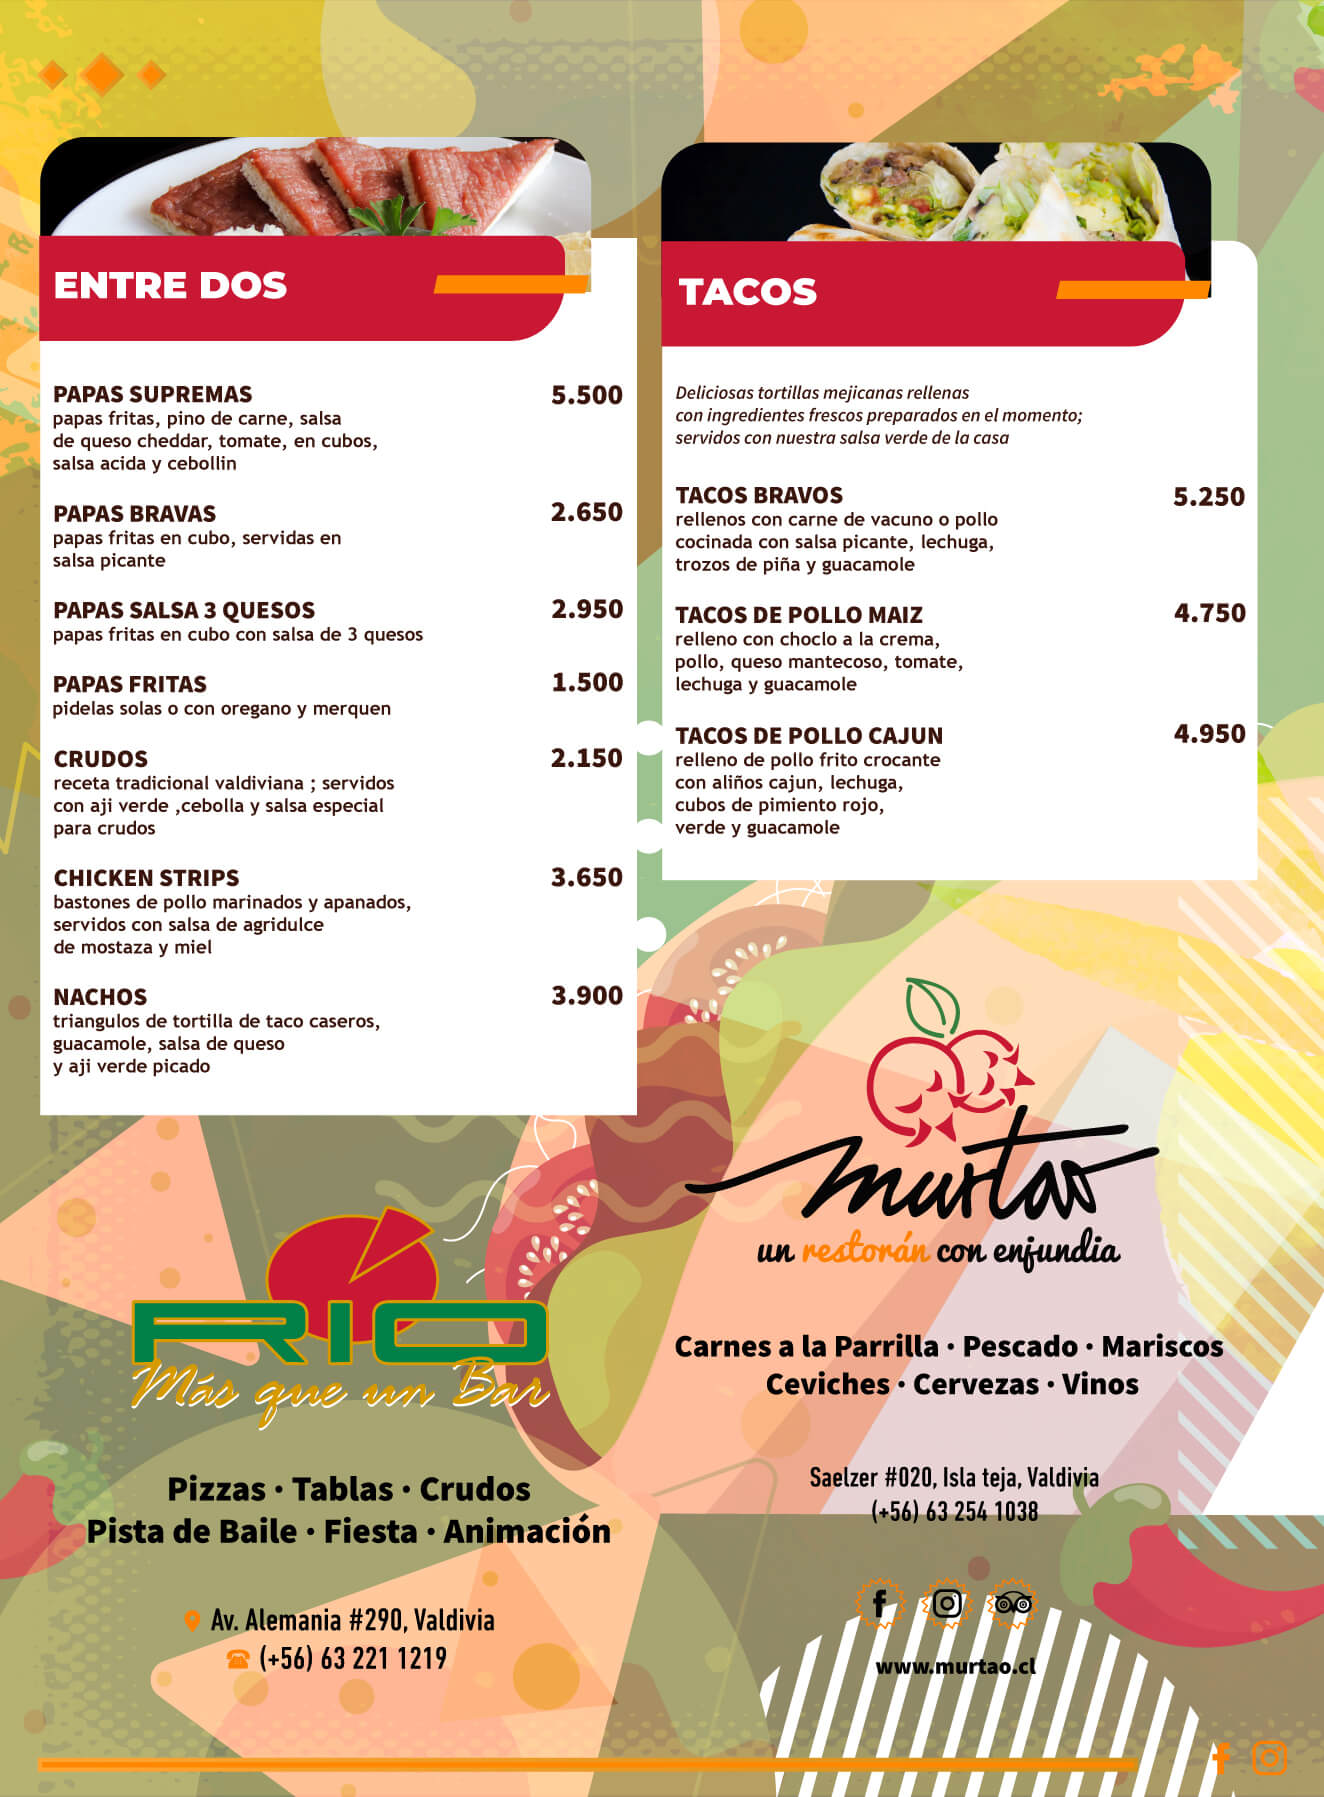 ENTRE DOS
PAPAS SUPREMAS 5.500
papas fritas, pino de carne, salsa
de queso cheddar, tomate, en cubos,
salsa acida y cebollin
PAPAS BRAVAS 2.650
papas fritas en cubo, servidas en
salsa picante
PAPAS SALSA 3 QUESOS 2.950
papas fritas en cubo con salsa de 3 quesos
PAPAS FRITAS 1.500
pidelas solas o con oregano y merquen
CRUDOS 2.150
receta tradicional valdiviana ; servidos
con aji verde ,cebolla y salsa especial
para crudos
CHICKEN STRIPS 3.650
bastones de pollo marinados y apanados,
servidos con salsa de agridulce
de mostaza y miel
NACHOS 3.900
triangulos de tortilla de taco caseros,
guacamole, salsa de queso
y aji verde picado
TACOS
Deliciosas tortillas mejicanas rellenas
con ingredientes frescos preparados en el momento;
servidos con nuestra salsa verde de la casa
TACOS BRAVOS 5.250
rellenos con carne de vacuno o pollo
cocinada con salsa picante, lechuga,
trozos de piña y guacamole
TACOS DE POLLO MAIZ 4.750
relleno con choclo a la crema,
pollo, queso mantecoso, tomate,
lechuga y guacamole
TACOS DE POLLO CAJUN 4.950
relleno de pollo frito crocante
con aliños cajun, lechuga,
cubos de pimiento rojo,
verde y guacamole
RIO
Más que un Bar
Pizzas · Tablas · Crudos
Pista de Baile · Fiesta · Animación
Av. Alemania #290, Valdivia
(+56) 63 221 1219
murtao
un restorán con enjundia
Carnes a la Parrilla · Pescado · Mariscos
Ceviches · Cervezas · Vinos
Saelzer #020, Isla teja, Valdivia
(+56) 63 254 1038
www.murtao.cl